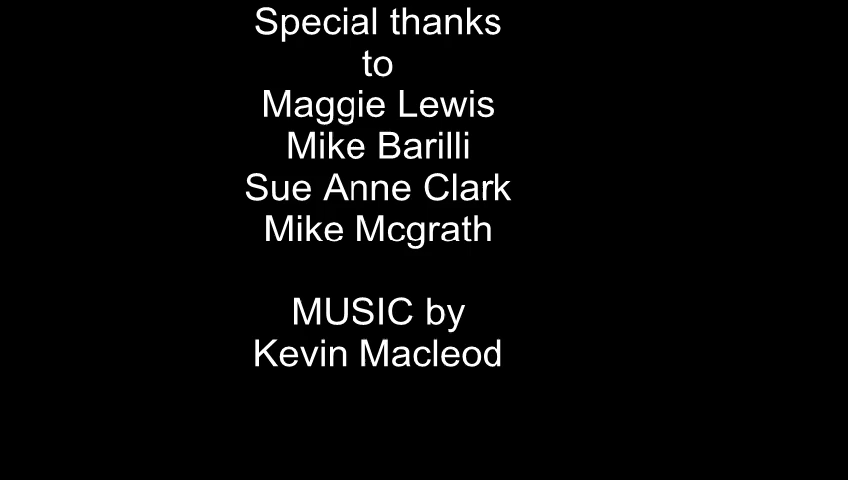 Special thanks
to
Maggie Lewis
Mike Barilli
Sue Anne Clark
Mike Mcgrath
MUSIC by
Kevin Macleod